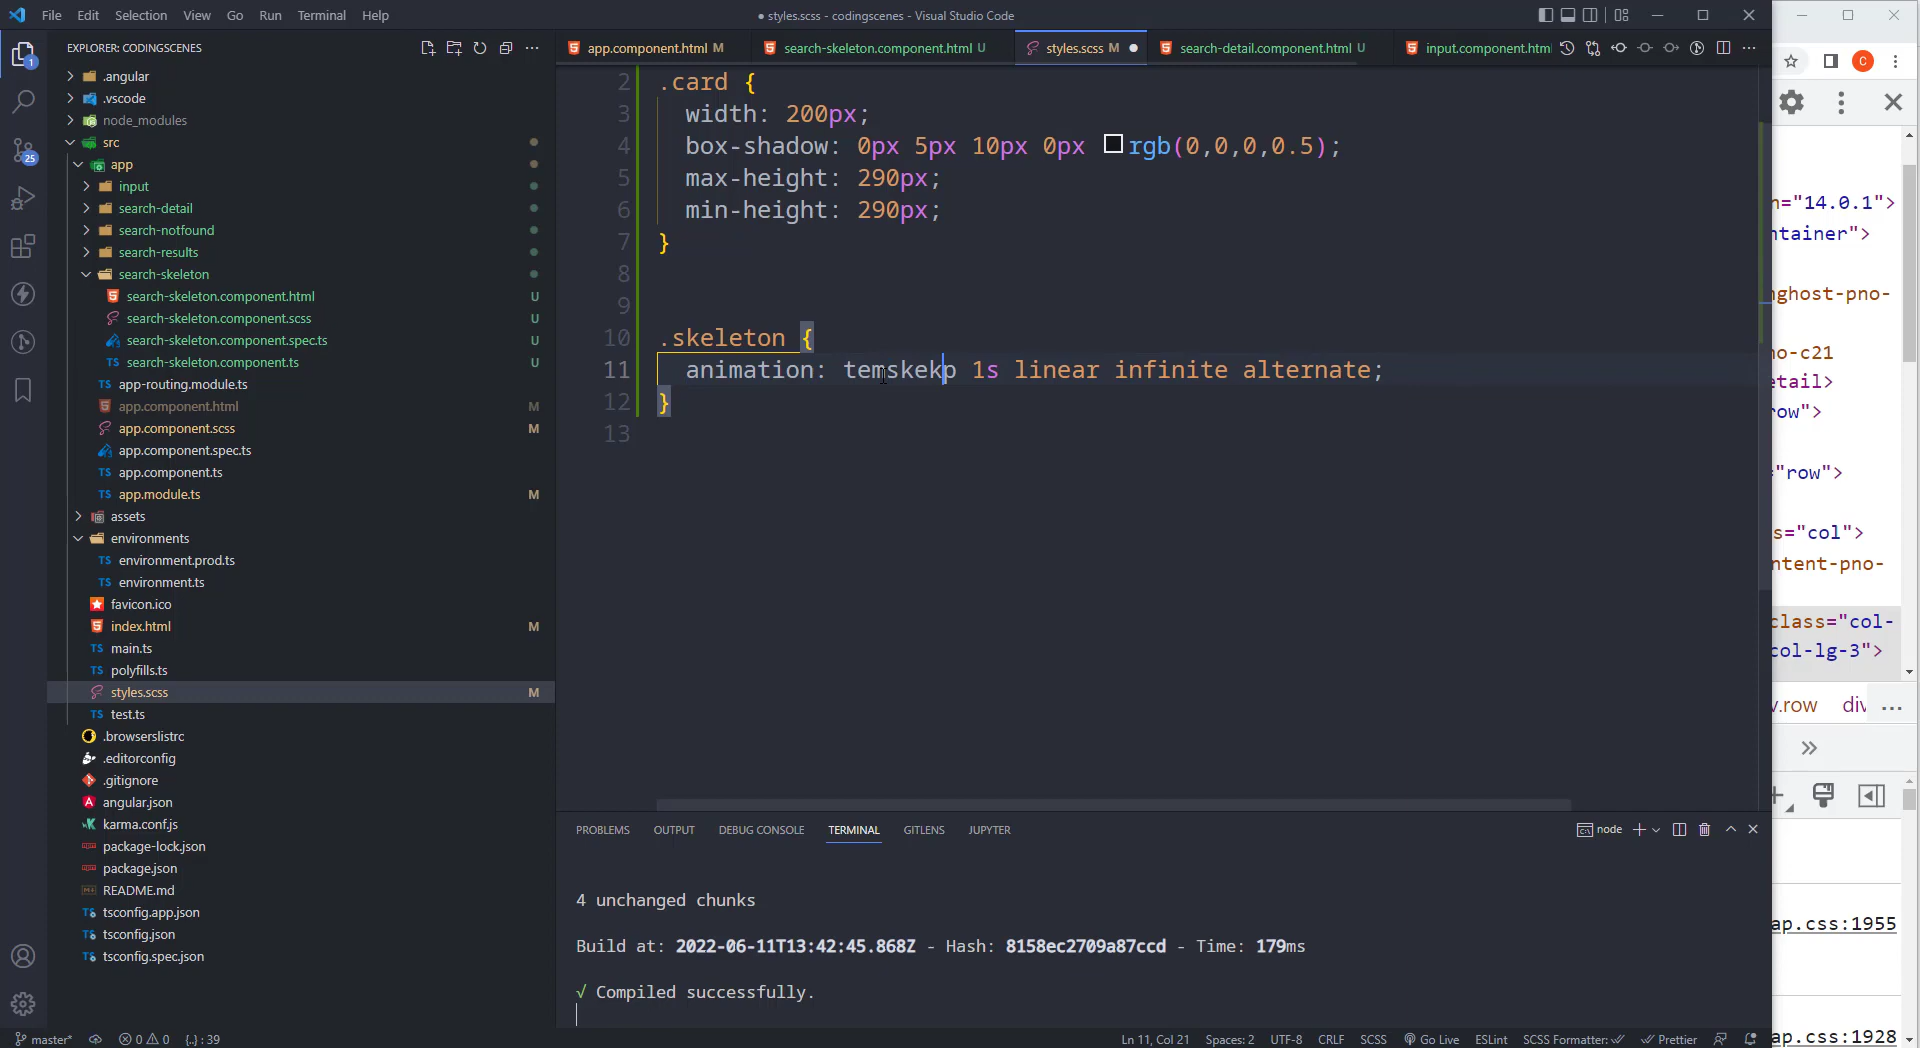 File Edit Selection View Go Run Terminal Help
● styles.scss - codingscenes - Visual Studio Code
EXPLORER: CODINGSCENES
.angular
.vscode
node_modules
src
app
input
search-detail
search-notfound
search-results
search-skeleton
search-skeleton.component.html U
search-skeleton.component.scss U
search-skeleton.component.spec.ts U
search-skeleton.component.ts U
app-routing.module.ts
app.component.html M
app.component.scss M
app.component.spec.ts
app.component.ts
app.module.ts M
assets
environments
environment.prod.ts
environment.ts
favicon.ico
index.html M
main.ts
polyfills.ts
styles.scss M
test.ts
.browserslistrc
.editorconfig
.gitignore
angular.json
karma.conf.js
package-lock.json
package.json
README.md
tsconfig.app.json
tsconfig.json
tsconfig.spec.json
1
25
app.component.html M search-skeleton.component.html U styles.scss M ● search-detail.component.html U input.component.htm
2 .card {
3 width: 200px;
4 box-shadow: 0px 5px 10px 0px rgb(0,0,0,0.5);
5 max-height: 290px;
6 min-height: 290px;
7 }
8
9
10 .skeleton {
11 animation: temskekp 1s linear infinite alternate;
12 }
13
PROBLEMS OUTPUT DEBUG CONSOLE TERMINAL GITLENS JUPYTER
node
4 unchanged chunks
Build at: 2022-06-11T13:42:45.868Z - Hash: 8158ec2709a87ccd - Time: 179ms
√ Compiled successfully.
master* 0 0 {..} : 39 Ln 11, Col 21 Spaces: 2 UTF-8 CRLF SCSS Go Live ESLint SCSS Formatter: Prettier
C
="14.0.1">
ntainer">
nghost-pno-
no-c21
etail>
row">
="row">
s="col">
ntent-pno-
class="col-
col-lg-3">
.row div ...
ap.css:1955
ap.css:1928